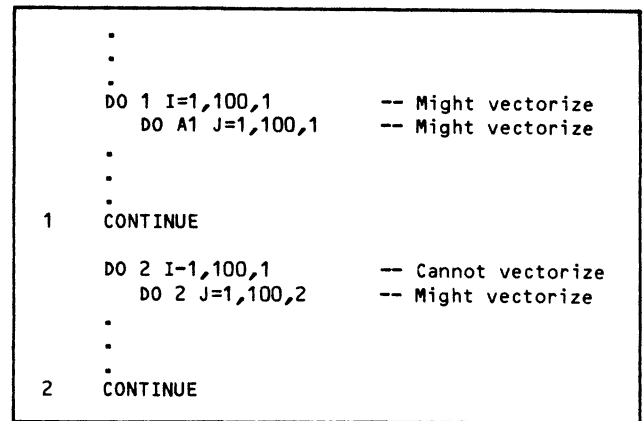 .
.
.
DO 1 I=1,100,1 -- Might vectorize
DO A1 J=1,100,1 -- Might vectorize
.
.
.
1 CONTINUE
DO 2 I-1,100,1 -- Cannot vectorize
DO 2 J=1,100,2 -- Might vectorize
.
.
.
2 CONTINUE